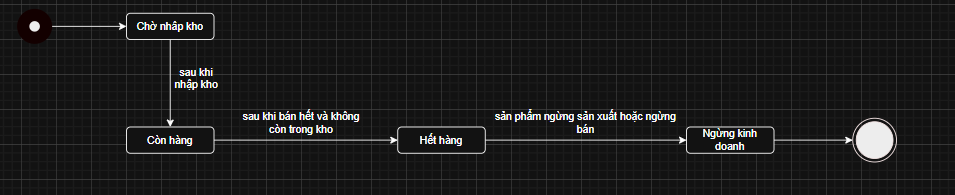 Chờ nhập kho
sau khi
nhập kho
Còn hàng
sau khi bán hết và không
còn trong kho
Hết hàng
sản phẩm ngừng sản xuất hoặc ngừng
bán
Ngừng kinh
doanh